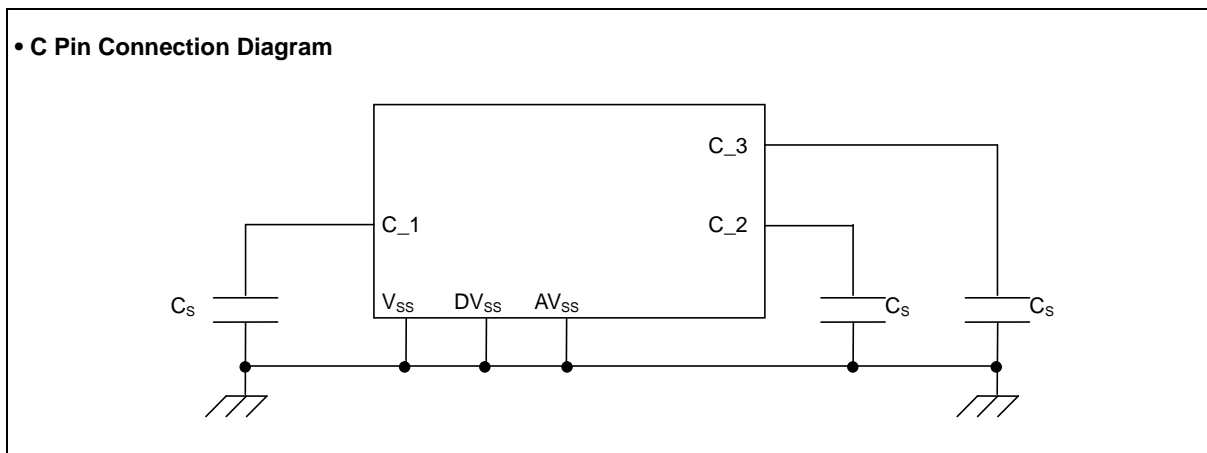 • C Pin Connection Diagram
C_3
C_1
C_2
CS
VSS
DVSS
AVSS
CS
CS